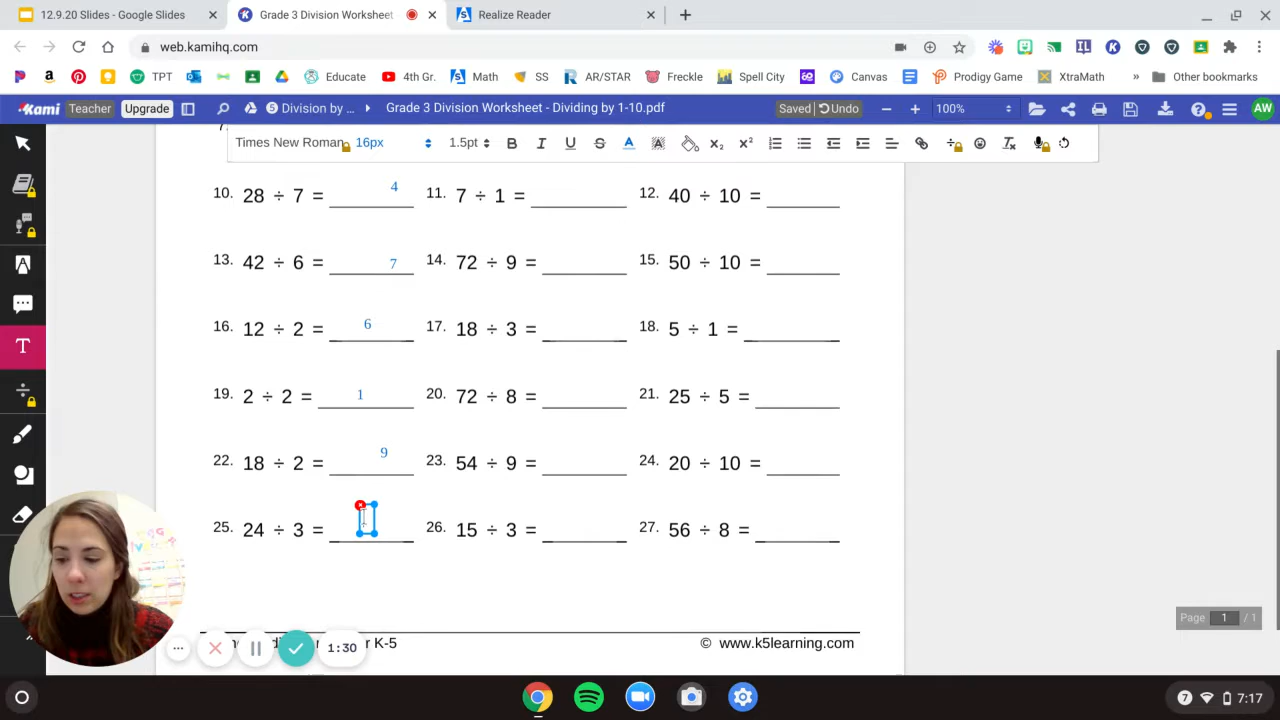 12.9.20 Slides - Google Slides
Grade 3 Division Worksheet
Realize Reader
web.kamihq.com
TPT
Educate
4th Gr.
Math
SS
AR/STAR
Freckle
Spell City
Canvas
Prodigy Game
XtraMath
»
Other bookmarks
Kami
Teacher
Upgrade
Division by ...
Grade 3 Division Worksheet - Dividing by 1-10.pdf
Saved
Undo
100%
AW
Times New Roman
16px
1.5pt
B I U S A
10. 28 ÷ 7 = 4
11. 7 ÷ 1 =
12. 40 ÷ 10 =
13. 42 ÷ 6 = 7
14. 72 ÷ 9 =
15. 50 ÷ 10 =
16. 12 ÷ 2 = 6
17. 18 ÷ 3 =
18. 5 ÷ 1 =
19. 2 ÷ 2 = 1
20. 72 ÷ 8 =
21. 25 ÷ 5 =
22. 18 ÷ 2 = 9
23. 54 ÷ 9 =
24. 20 ÷ 10 =
25. 24 ÷ 3 =
26. 15 ÷ 3 =
27. 56 ÷ 8 =
Page 1 / 1
r K-5
© www.k5learning.com
1:30
7
7:17